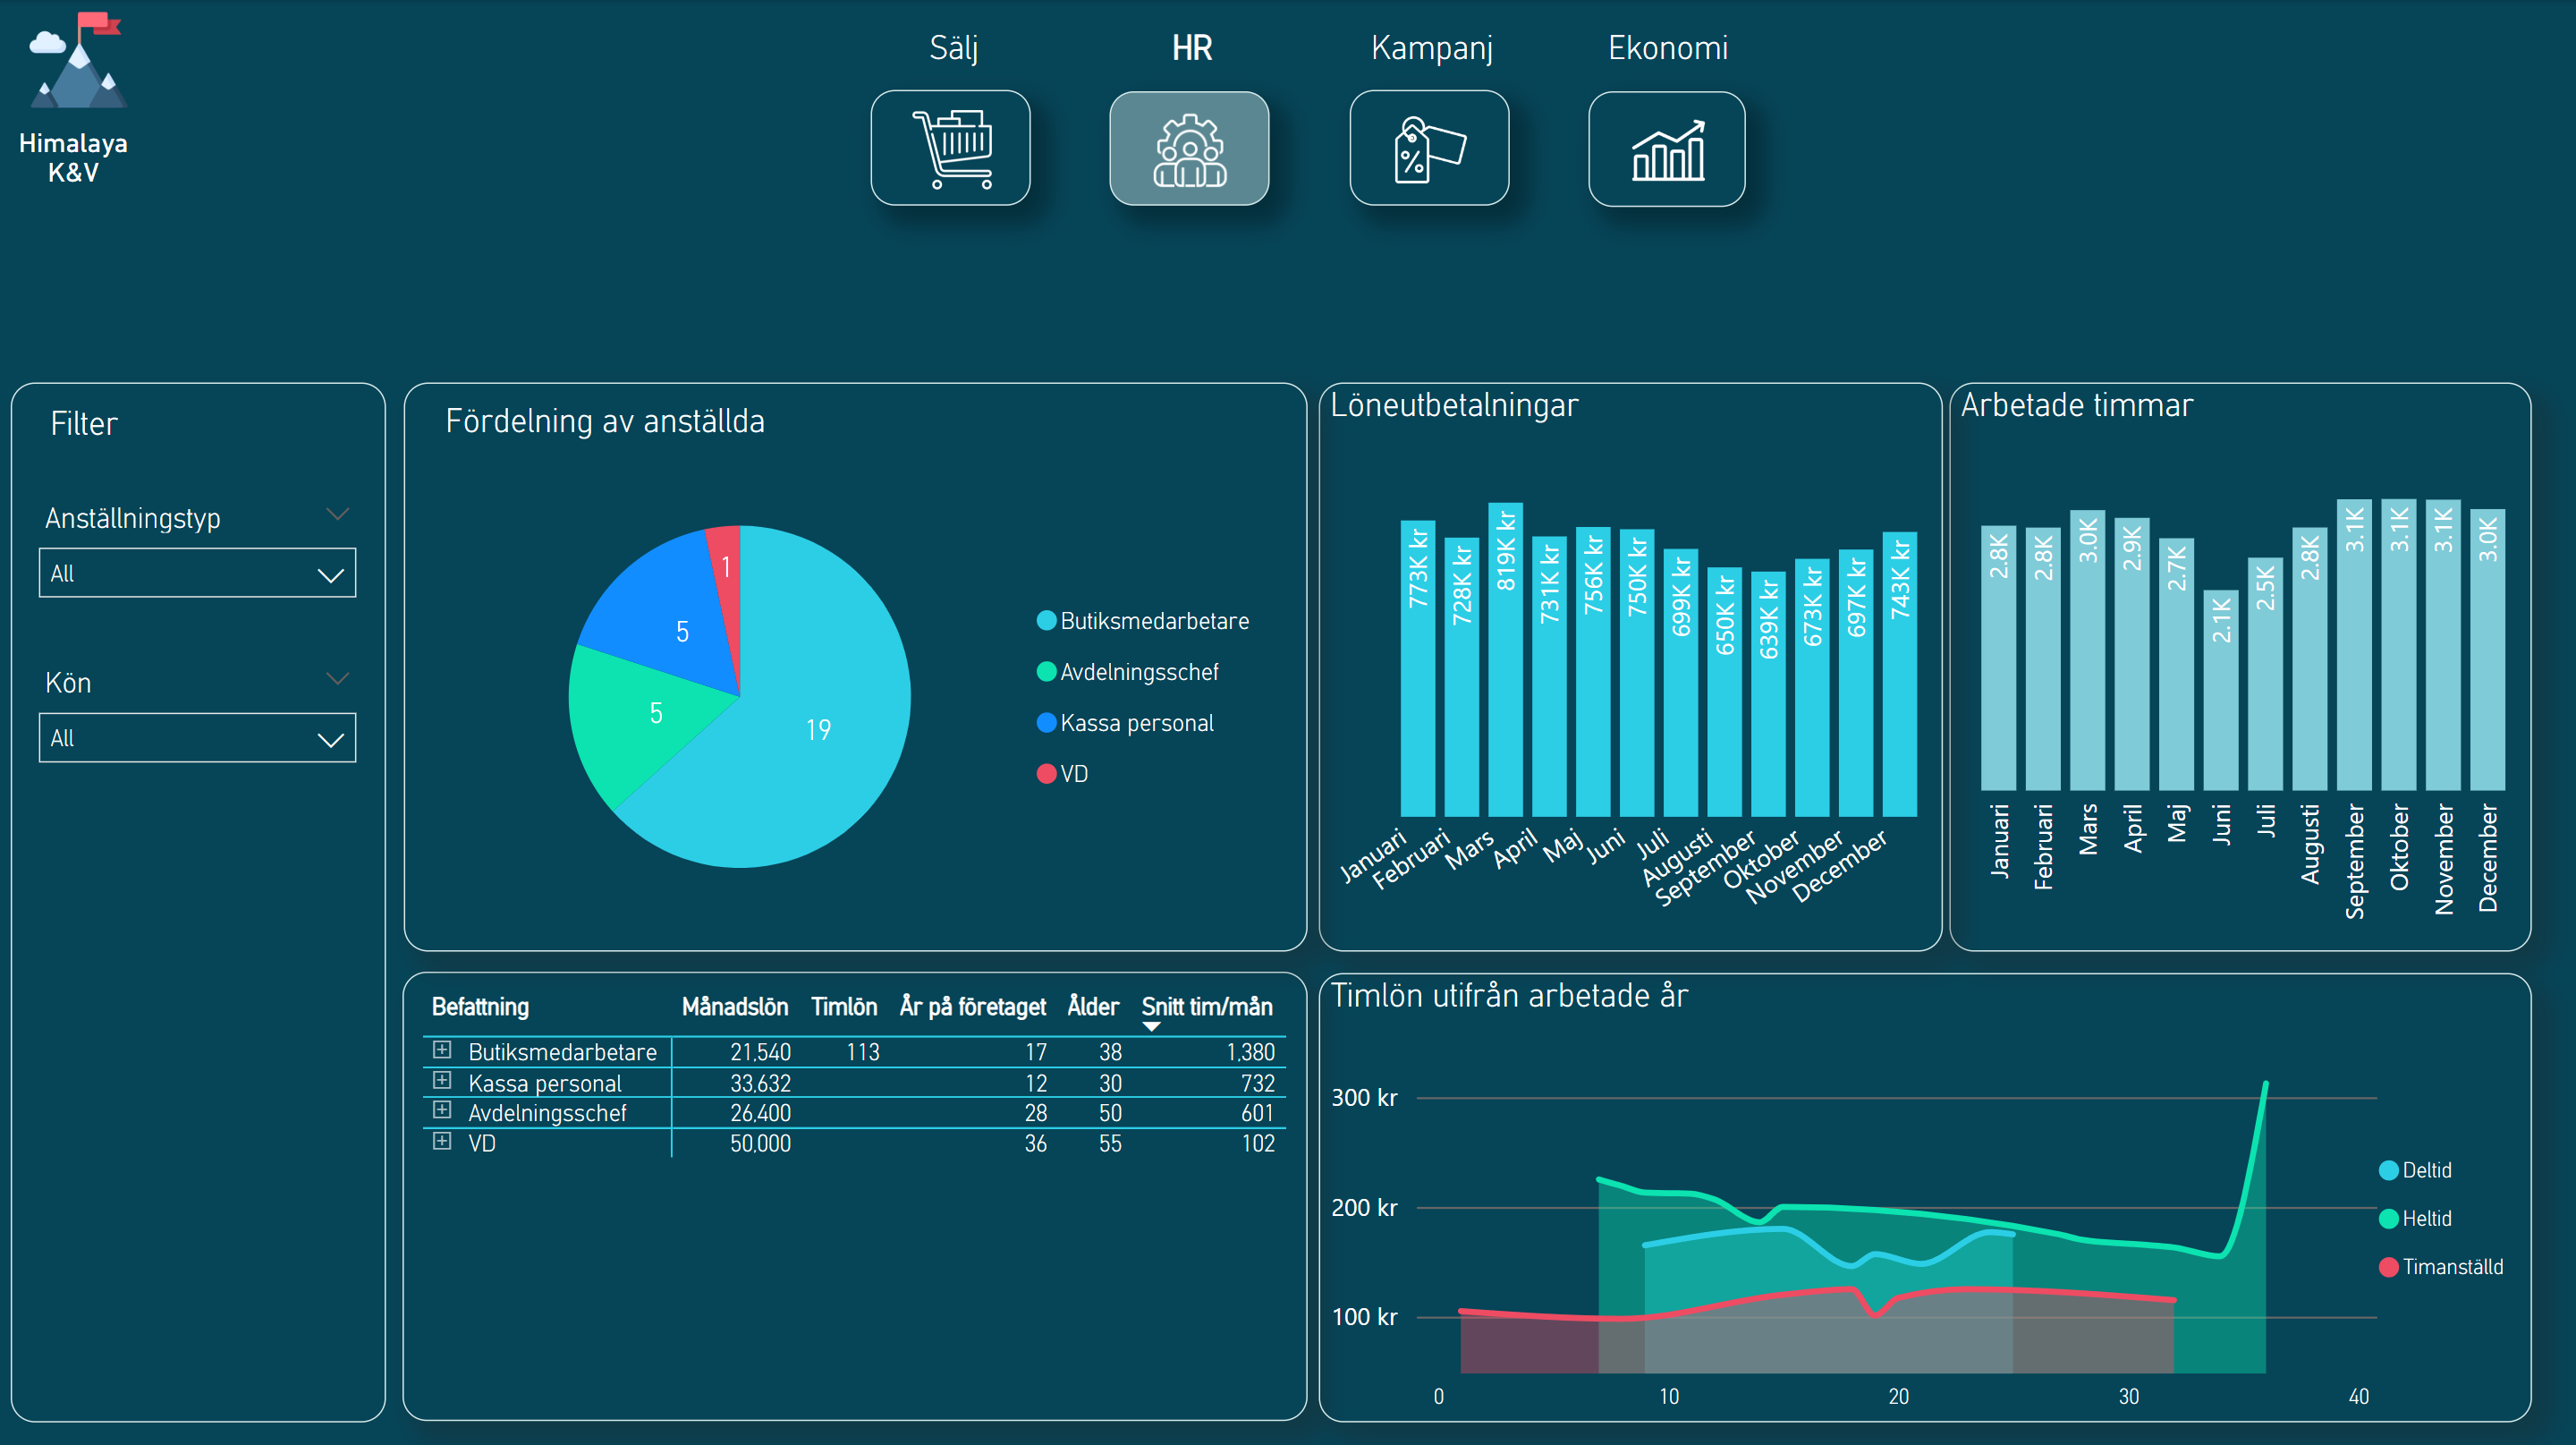 Himalaya
K&V
Sälj
HR
Kampanj
Ekonomi
Filter
Anställningstyp
All
Kön
All
Fördelning av anställda
1
5
5
19
Butiksmedarbetare
Avdelningsschef
Kassa personal
VD
Löneutbetalningar
773K kr
728K kr
819K kr
731K kr
756K kr
750K kr
699K kr
650K kr
639K kr
673K kr
697K kr
743K kr
Januari
Februari
Mars
April
Maj
Juni
Juli
Augusti
September
Oktober
November
December
Arbetade timmar
2.8K
2.8K
3.0K
2.9K
2.7K
2.1K
2.5K
2.8K
3.1K
3.1K
3.1K
3.0K
Januari
Februari
Mars
April
Maj
Juni
Juli
Augusti
September
Oktober
November
December
Befattning Månadslön Timlön År på företaget Ålder Snitt tim/mån
Butiksmedarbetare 21,540 113 17 38 1,380
Kassa personal 33,632 12 30 732
Avdelningsschef 26,400 28 50 601
VD 50,000 36 55 102
Timlön utifrån arbetade år
300 kr
200 kr
100 kr
0 10 20 30 40
Deltid
Heltid
Timanställd